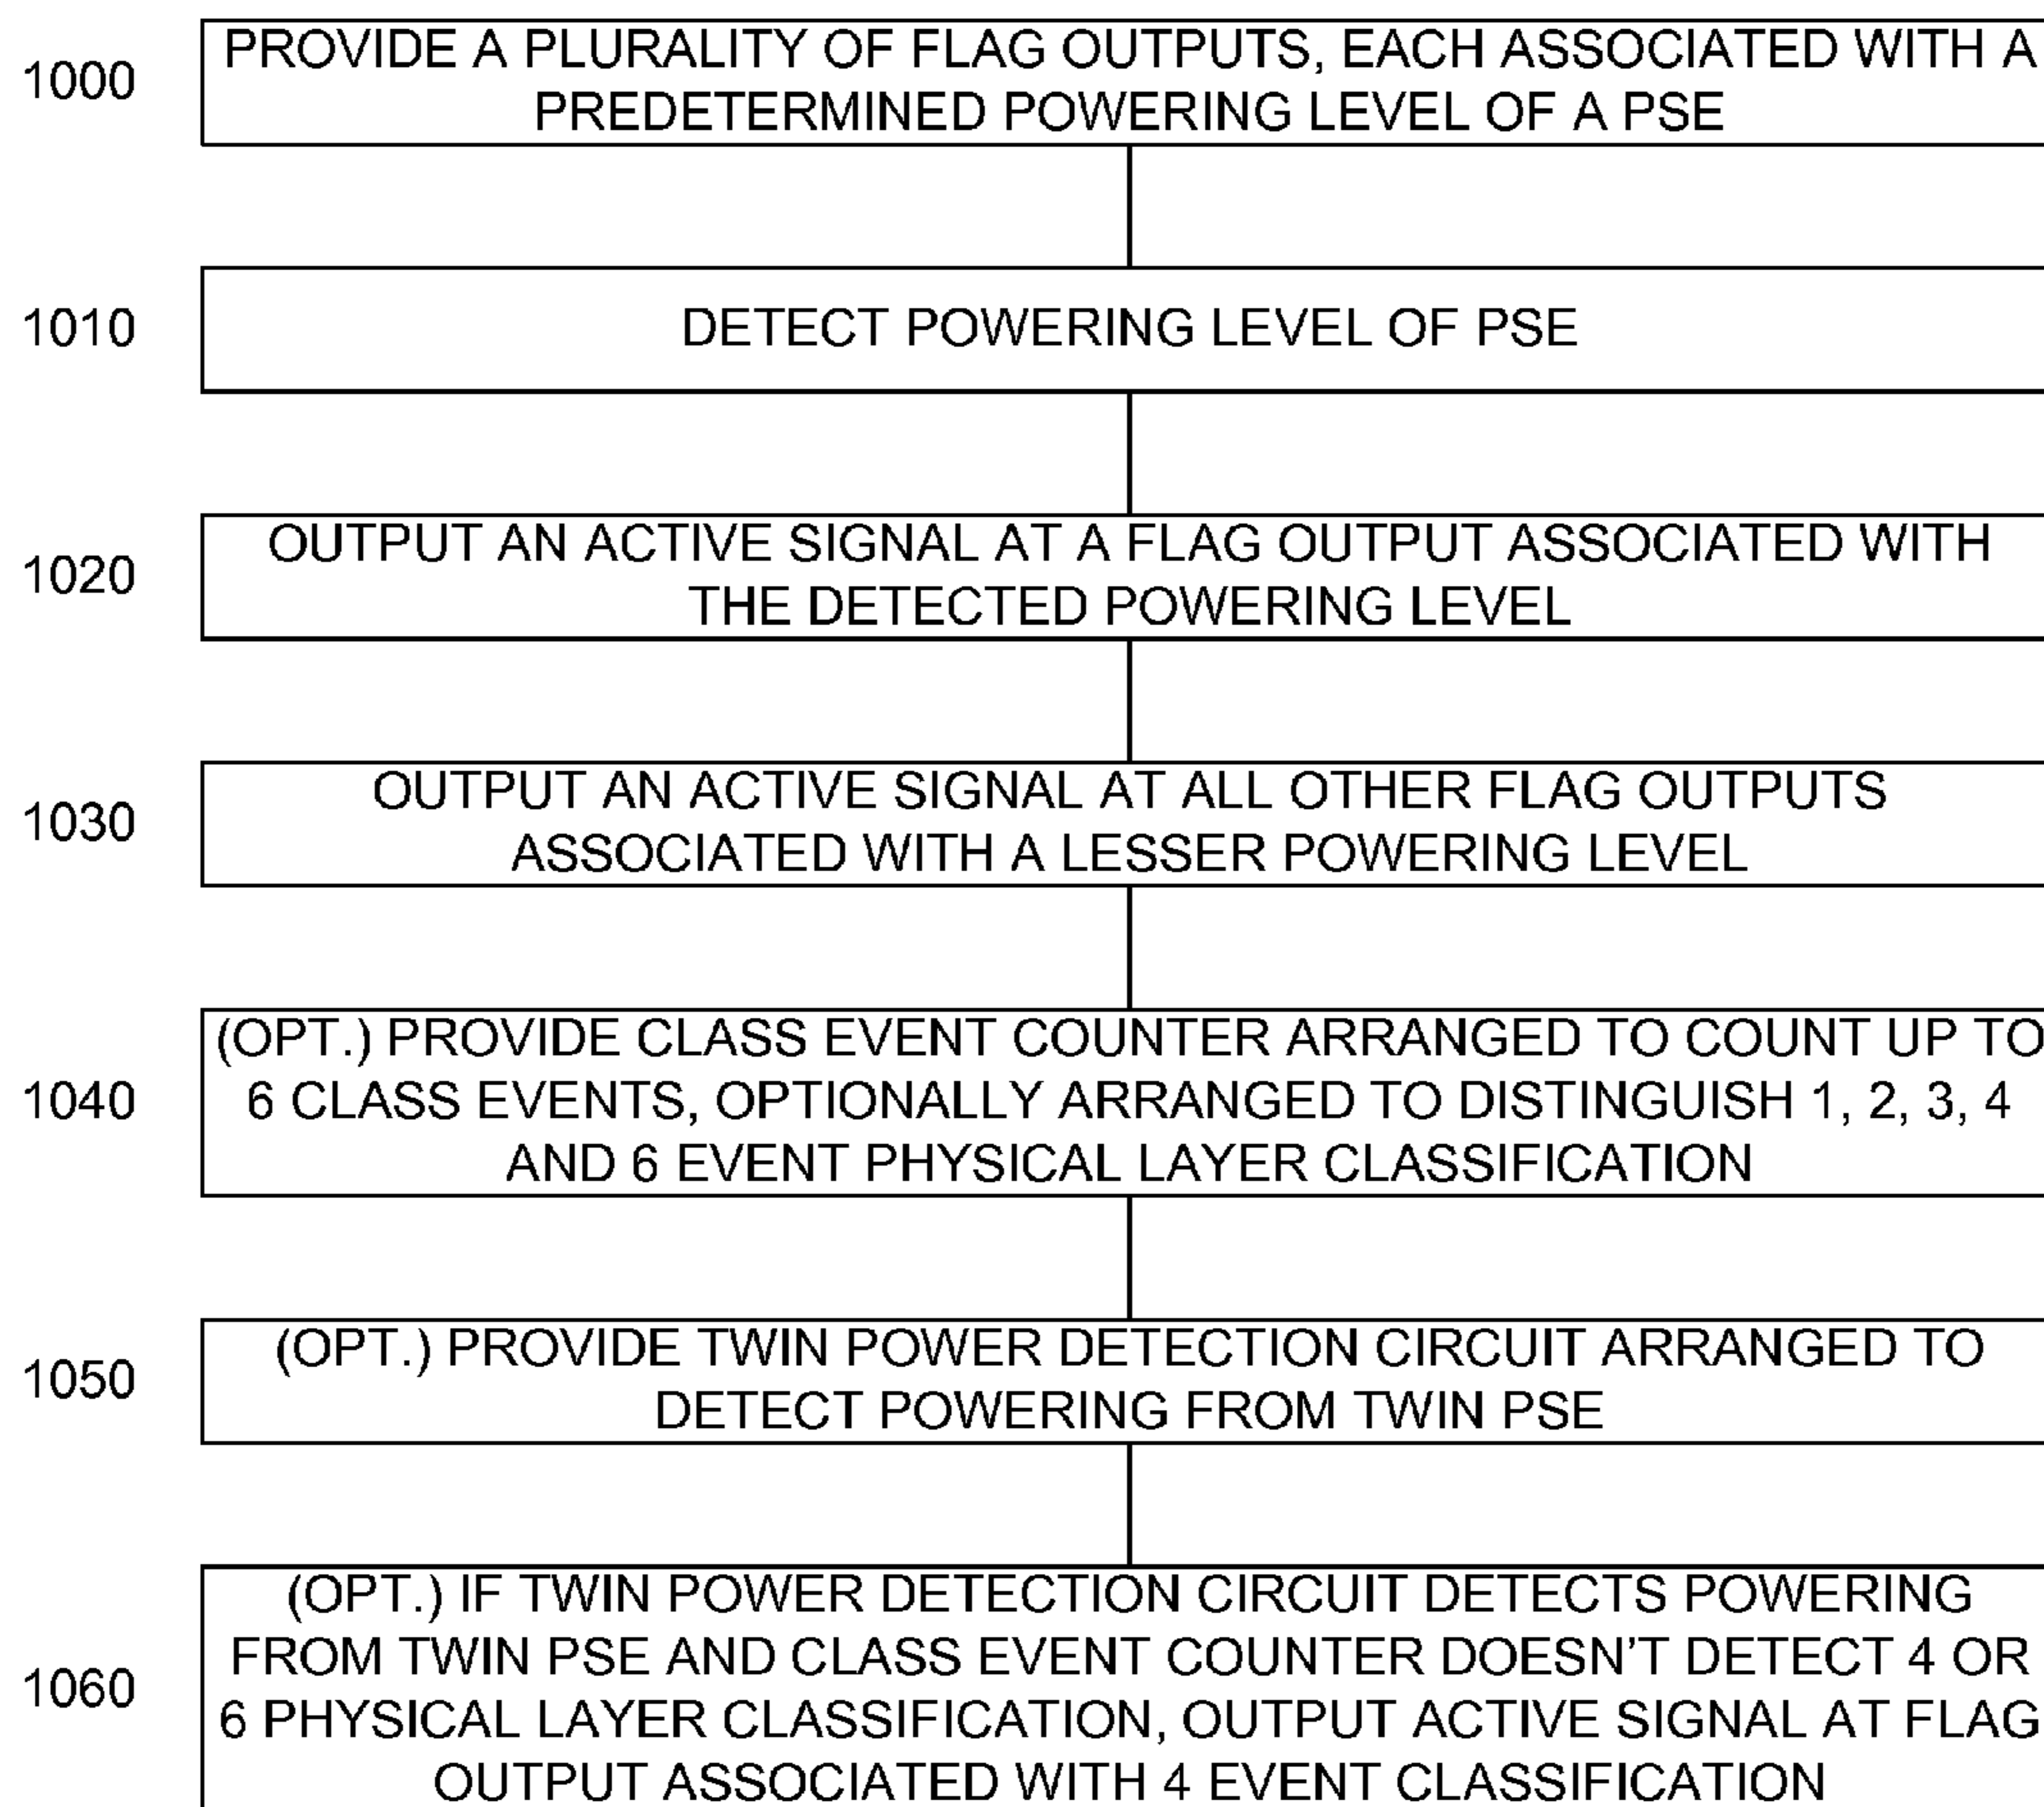 1000
PROVIDE A PLURALITY OF FLAG OUTPUTS, EACH ASSOCIATED WITH A
PREDETERMINED POWERING LEVEL OF A PSE
1010
DETECT POWERING LEVEL OF PSE
1020
OUTPUT AN ACTIVE SIGNAL AT A FLAG OUTPUT ASSOCIATED WITH
THE DETECTED POWERING LEVEL
1030
OUTPUT AN ACTIVE SIGNAL AT ALL OTHER FLAG OUTPUTS
ASSOCIATED WITH A LESSER POWERING LEVEL
1040
(OPT.) PROVIDE CLASS EVENT COUNTER ARRANGED TO COUNT UP TO
6 CLASS EVENTS, OPTIONALLY ARRANGED TO DISTINGUISH 1, 2, 3, 4
AND 6 EVENT PHYSICAL LAYER CLASSIFICATION
1050
(OPT.) PROVIDE TWIN POWER DETECTION CIRCUIT ARRANGED TO
DETECT POWERING FROM TWIN PSE
1060
(OPT.) IF TWIN POWER DETECTION CIRCUIT DETECTS POWERING
FROM TWIN PSE AND CLASS EVENT COUNTER DOESN'T DETECT 4 OR
6 PHYSICAL LAYER CLASSIFICATION, OUTPUT ACTIVE SIGNAL AT FLAG
OUTPUT ASSOCIATED WITH 4 EVENT CLASSIFICATION